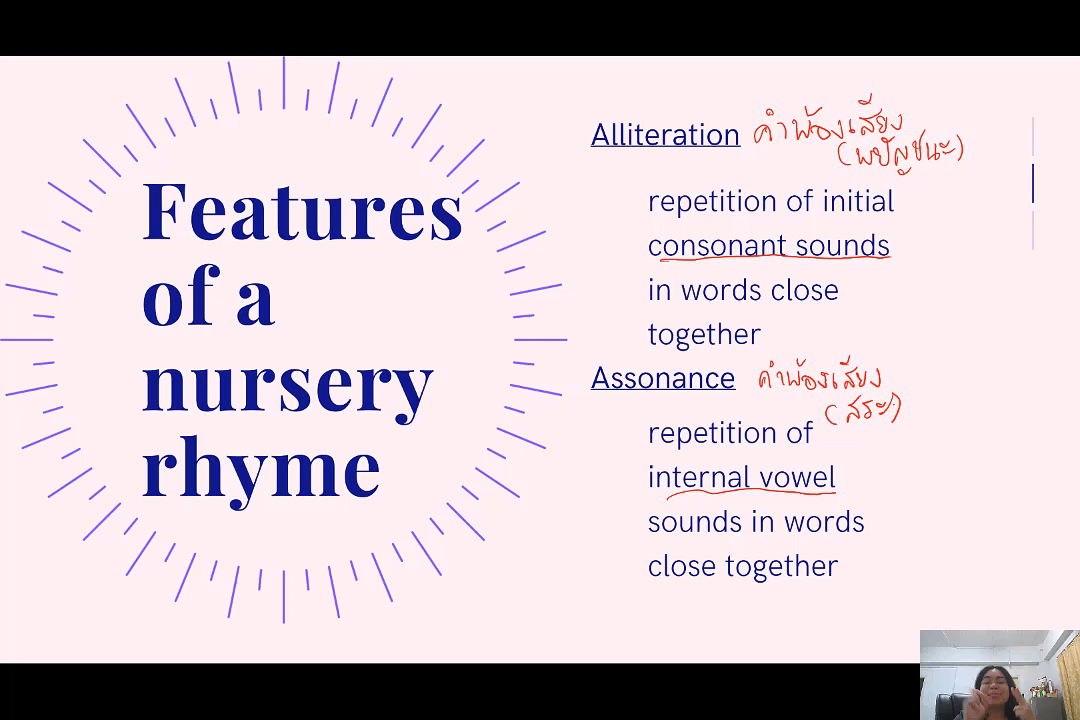 Features
of a
nursery
rhyme
Alliteration คำพ้องเสียง
(พยัญชนะ)
repetition of initial
consonant sounds
in words close
together
Assonance คำพ้องเสียง
(สระ)
repetition of
internal vowel
sounds in words
close together